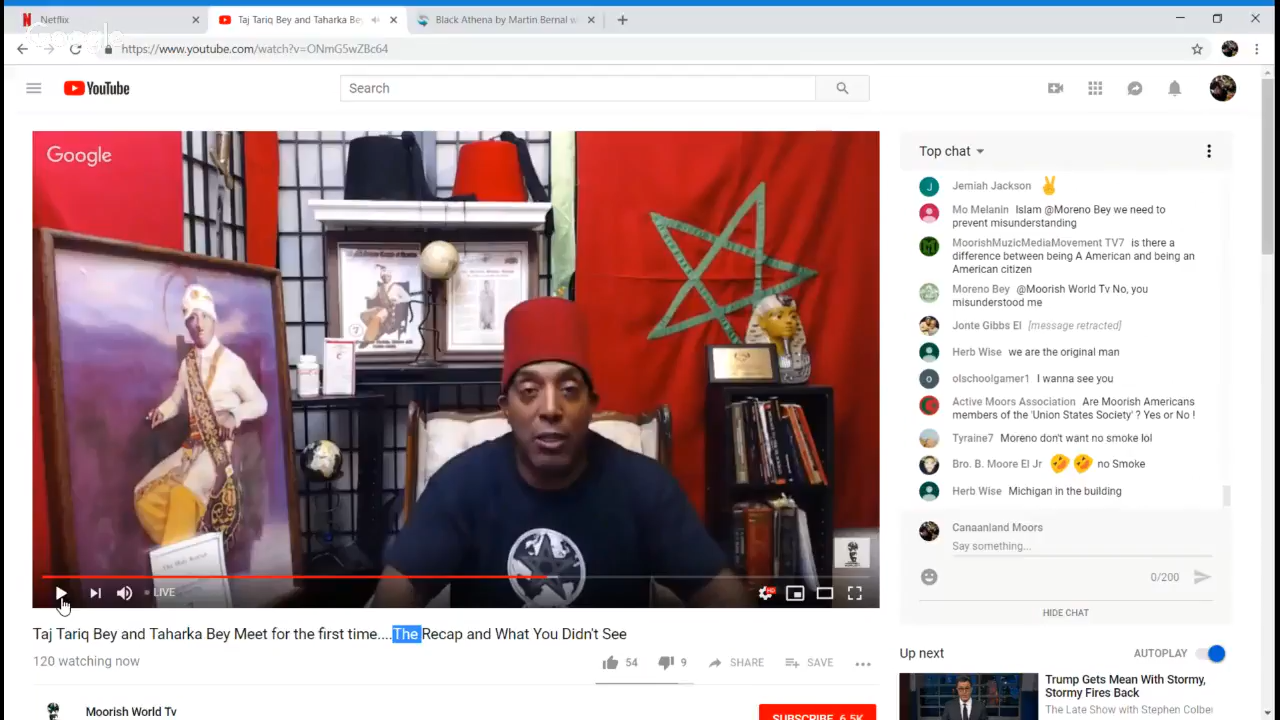 Netflix
Taj Tariq Bey and Taharka Be
Black Athena by Martin Bernal w
https://www.youtube.com/watch?v=ONmG5wZBc64
YouTube
Search
Google
Top chat
Jemiah Jackson
Mo Melanin Islam @Moreno Bey we need to
prevent misunderstanding
MoorishMuzicMediaMovement TV7 is there a
difference between being A American and being an
American citizen
Moreno Bey @Moorish World Tv No, you
misunderstood me
Jonte Gibbs El [message retracted]
Herb Wise we are the original man
olschoolgamer1 I wanna see you
Active Moors Association Are Moorish Americans
members of the 'Union States Society' ? Yes or No !
Tyraine7 Moreno don't want no smoke lol
Bro. B. Moore El Jr no Smoke
Herb Wise Michigan in the building
Canaanland Moors
Say something...
0/200
HIDE CHAT
LIVE
Taj Tariq Bey and Taharka Bey Meet for the first time....The Recap and What You Didn't See
120 watching now
54
9
SHARE
SAVE
Moorish World Tv
SUBSCRIBE 6.5K
Up next
AUTOPLAY
Trump Gets Mean With Stormy,
Stormy Fires Back
The Late Show with Stephen Colbe